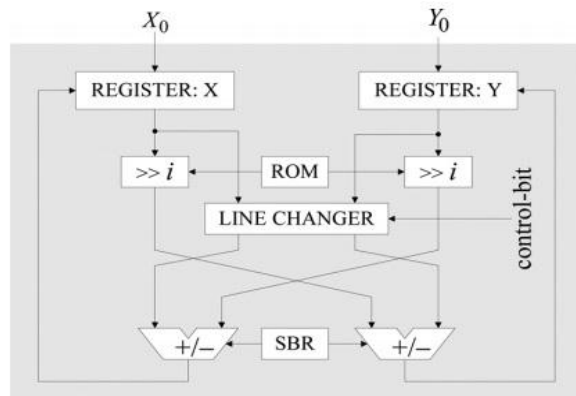 X0 Y0
REGISTER: X REGISTER: Y
>> i ROM >> i
LINE CHANGER
control-bit
+/− SBR +/−